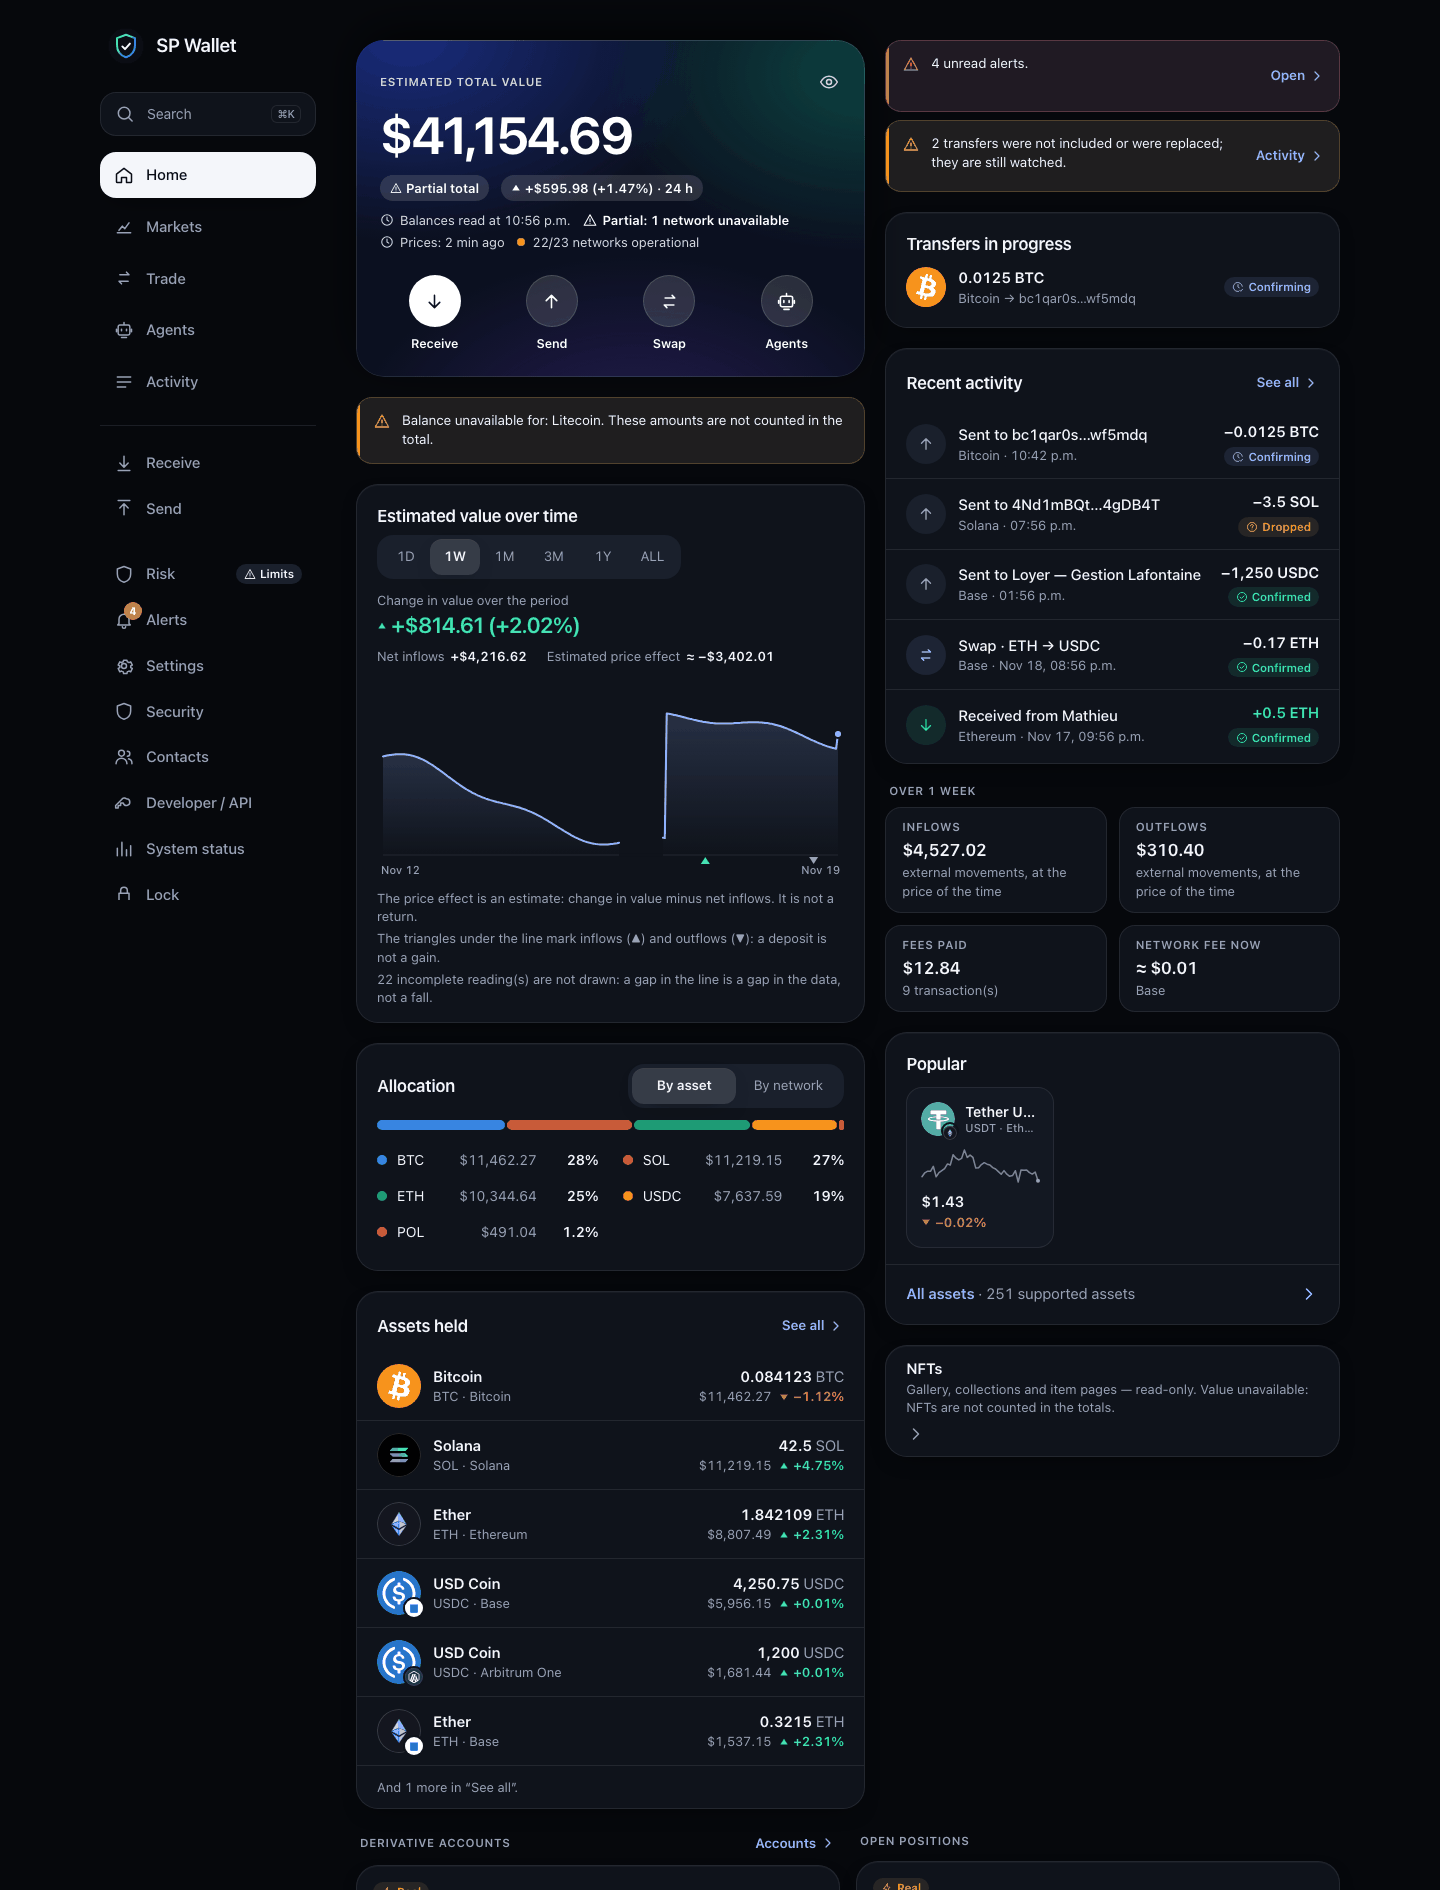 SP Wallet
Search
⌘K
Home
Markets
Trade
Agents
Activity
Receive
Send
Risk
Limits
4
Alerts
Settings
Security
Contacts
Developer / API
System status
Lock
ESTIMATED TOTAL VALUE
$41,154.69
Partial total
▲ +$595.98 (+1.47%) · 24 h
Balances read at 10:56 p.m.
Partial: 1 network unavailable
Prices: 2 min ago
22/23 networks operational
Receive
Send
Swap
Agents
Balance unavailable for: Litecoin. These amounts are not counted in the
total.
Estimated value over time
1D
1W
1M
3M
1Y
ALL
Change in value over the period
▲ +$814.61 (+2.02%)
Net inflows +$4,216.62
Estimated price effect ≈ −$3,402.01
Nov 12
Nov 19
The price effect is an estimate: change in value minus net inflows. It is not a
return.
The triangles under the line mark inflows (▲) and outflows (▼): a deposit is
not a gain.
22 incomplete reading(s) are not drawn: a gap in the line is a gap in the data,
not a fall.
Allocation
By asset
By network
BTC $11,462.27 28%
SOL $11,219.15 27%
ETH $10,344.64 25%
USDC $7,637.59 19%
POL $491.04 1.2%
Assets held
See all
Bitcoin
0.084123 BTC
BTC · Bitcoin
$11,462.27 ▼ −1.12%
Solana
42.5 SOL
SOL · Solana
$11,219.15 ▲ +4.75%
Ether
1.842109 ETH
ETH · Ethereum
$8,807.49 ▲ +2.31%
USD Coin
4,250.75 USDC
USDC · Base
$5,956.15 ▲ +0.01%
USD Coin
1,200 USDC
USDC · Arbitrum One
$1,681.44 ▲ +0.01%
Ether
0.3215 ETH
ETH · Base
$1,537.15 ▲ +2.31%
And 1 more in “See all”.
4 unread alerts.
Open
2 transfers were not included or were replaced;
they are still watched.
Activity
Transfers in progress
0.0125 BTC
Bitcoin → bc1qar0s…wf5mdq
Confirming
Recent activity
See all
Sent to bc1qar0s…wf5mdq
−0.0125 BTC
Bitcoin · 10:42 p.m.
Confirming
Sent to 4Nd1mBQt…4gDB4T
−3.5 SOL
Solana · 07:56 p.m.
Dropped
Sent to Loyer — Gestion Lafontaine
−1,250 USDC
Base · 01:56 p.m.
Confirmed
Swap · ETH → USDC
−0.17 ETH
Base · Nov 18, 08:56 p.m.
Confirmed
Received from Mathieu
+0.5 ETH
Ethereum · Nov 17, 09:56 p.m.
Confirmed
OVER 1 WEEK
INFLOWS
$4,527.02
external movements, at the
price of the time
OUTFLOWS
$310.40
external movements, at the
price of the time
FEES PAID
$12.84
9 transaction(s)
NETWORK FEE NOW
≈ $0.01
Base
Popular
Tether U…
USDT · Eth…
$1.43
▼ −0.02%
All assets · 251 supported assets
NFTs
Gallery, collections and item pages — read-only. Value unavailable:
NFTs are not counted in the totals.
DERIVATIVE ACCOUNTS
Accounts
OPEN POSITIONS
Real